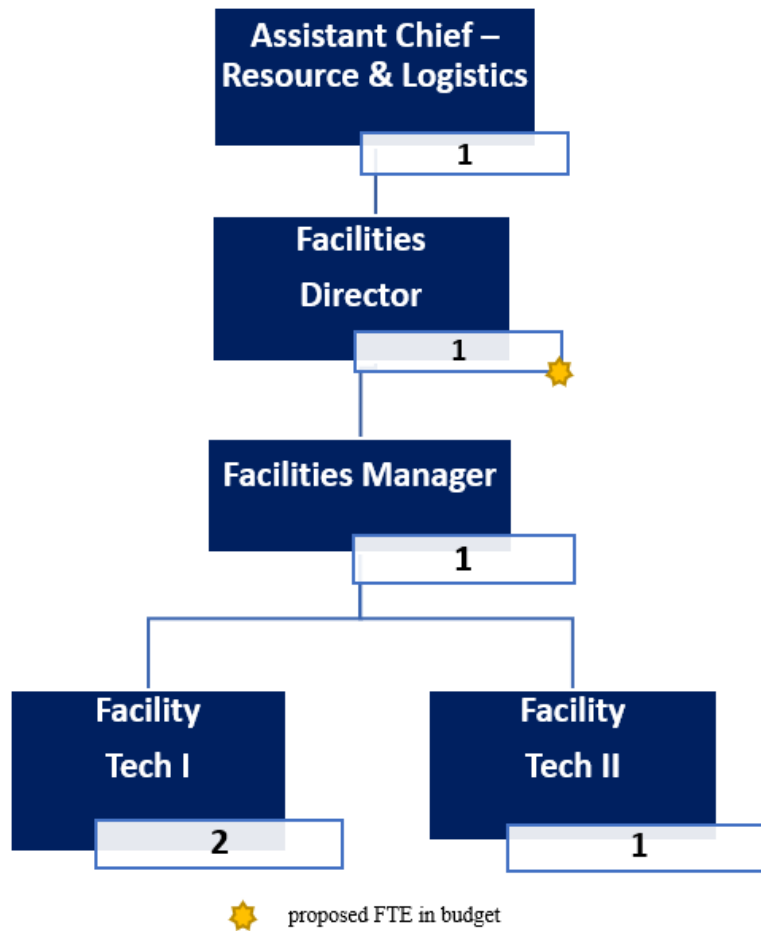 Assistant Chief –
Resource & Logistics
1
Facilities
Director
1
Facilities Manager
1
Facility
Tech I
2
Facility
Tech II
1
proposed FTE in budget